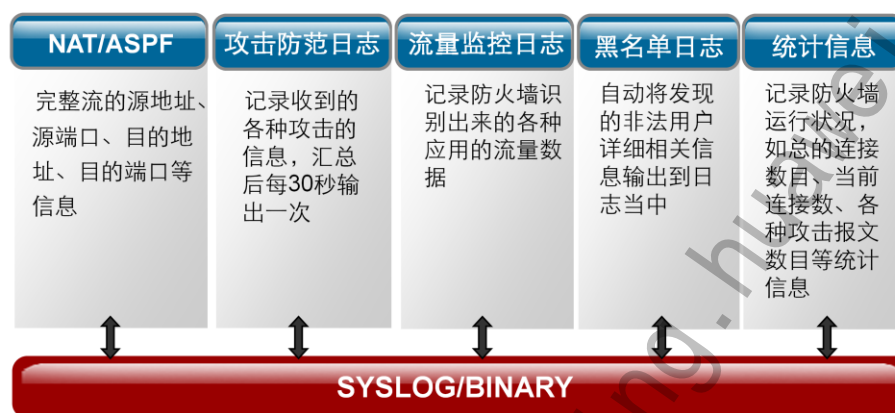 NAT/ASPF
完整流的源地址、
源端口、目的地
址、目的端口等
信息
攻击防范日志
记录收到的
各种攻击的
信息，汇总
后每30秒输
出一次
流量监控日志
记录防火墙识
别出来的各种
应用的流量数
据
黑名单日志
自动将发现
的非法用户
详细相关信
息输出到日
志当中
统计信息
记录防火墙
运行状况，
如总的连接
数目、当前
连接数、各
种攻击报文
数目等统计
信息
SYSLOG/BINARY
ing.huawei.